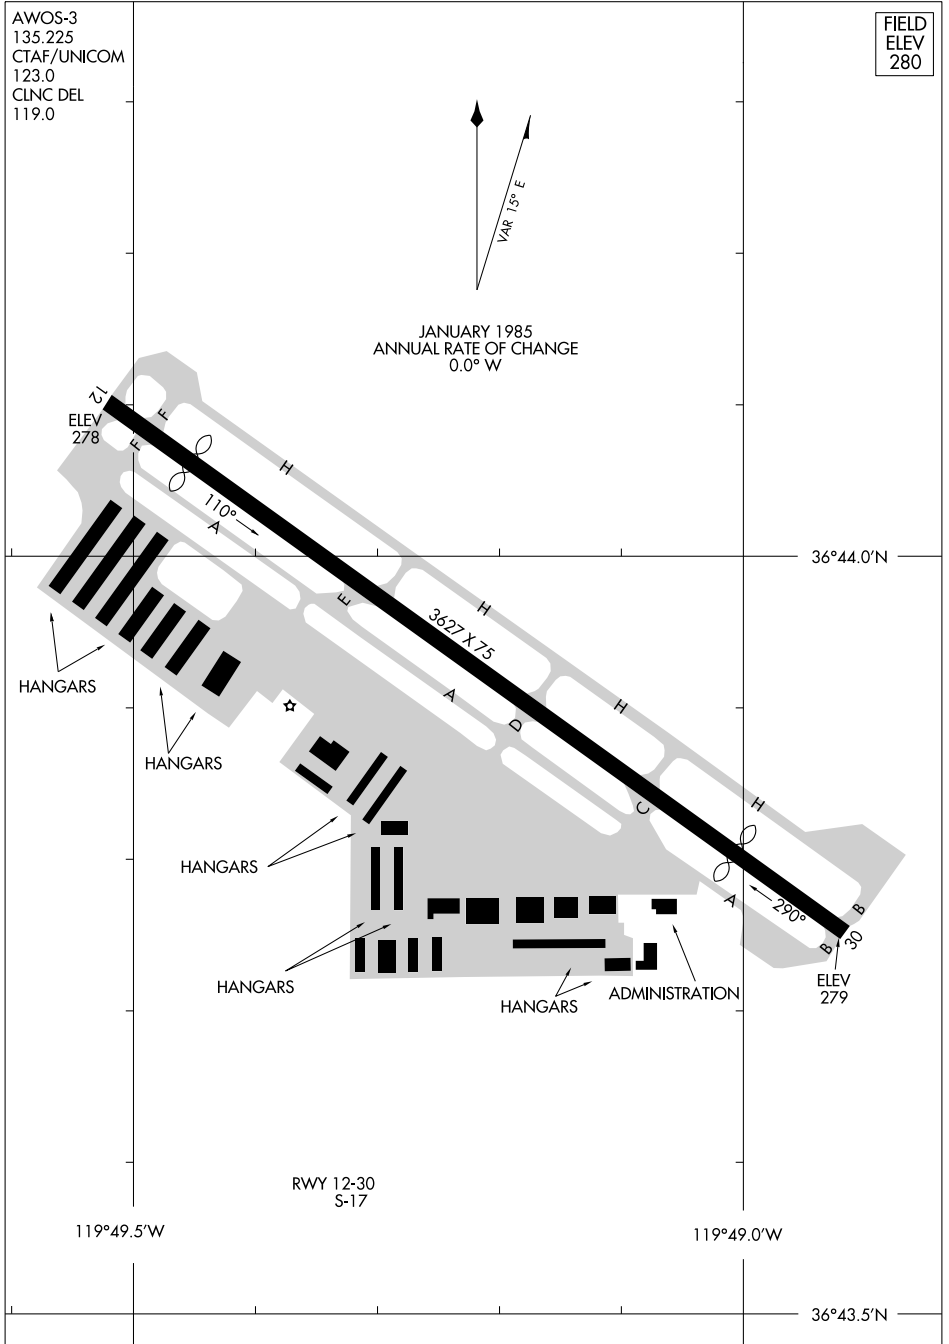 AWOS-3
135.225
CTAF/UNICOM
123.0
CLNC DEL
119.0
FIELD
ELEV
280
VAR 15° E
JANUARY 1985
ANNUAL RATE OF CHANGE
0.0° W
12
ELEV
278
F
F
H
110°
A
36°44.0'N
E
H
3627 X 75
HANGARS
A
H
D
HANGARS
C
H
HANGARS
A
290°
B
30
B
HANGARS
HANGARS
ADMINISTRATION
ELEV
279
RWY 12-30
S-17
119°49.5'W
119°49.0'W
36°43.5'N